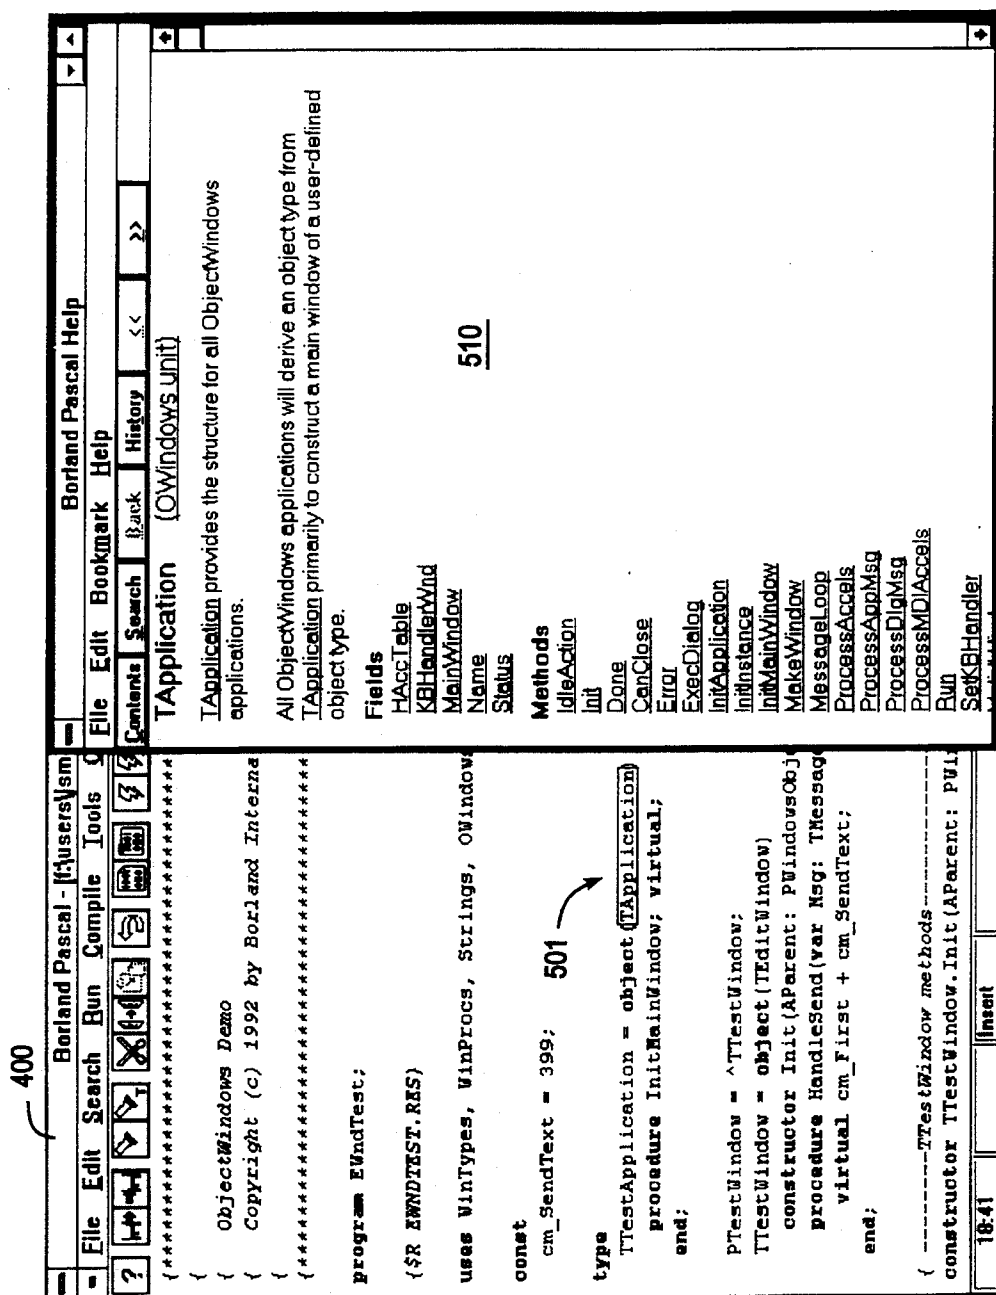 400
Borland Pascal - [f:\users\sm
File Edit Search Run Compile Tools
?
{***********************************
{
{ ObjectWindows Demo
{ Copyright (c) 1992 by Borland Interna
{
{***********************************
program EWndTest;
{$R EWNDTEST.RES}
uses WinTypes, WinProcs, Strings, OWindow
const
cm_SendText = 399;
501
type
TTestApplication = object(TApplication)
procedure InitMainWindow; virtual;
end;
PTestWindow = ^TTestWindow;
TTestWindow = object(TEditWindow)
constructor Init(AParent: PWindowsObj
procedure HandleSend(var Msg: TMessage
virtual cm_First + cm_SendText;
end;
{ --------TTestWindow methods----------------
constructor TTestWindow.Init(AParent: PWin
18:41 Insert
Borland Pascal Help
File Edit Bookmark Help
Contents Search Back History << >>
TApplication (OWindows unit)
TApplication provides the structure for all ObjectWindows
applications.
All ObjectWindows applications will derive an object type from
TApplication primarily to construct a main window of a user-defined
object type.
510
Fields
HAccTable
KBHandlerWnd
MainWindow
Name
Status
Methods
IdleAction
Init
Done
CanClose
Error
ExecDialog
InitApplication
InitInstance
InitMainWindow
MakeWindow
MessageLoop
ProcessAccels
ProcessAppMsg
ProcessDlgMsg
ProcessMDIAccels
Run
SetKBHandler